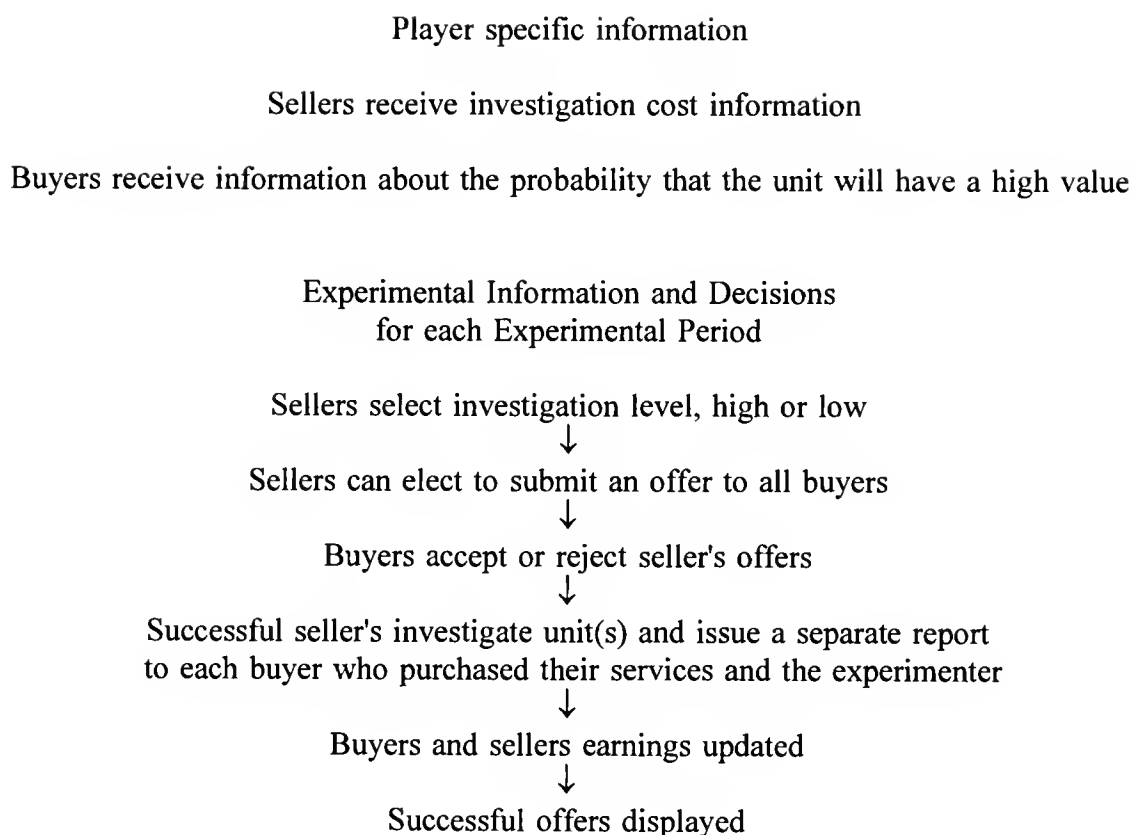 Player specific information
Sellers receive investigation cost information
Buyers receive information about the probability that the unit will have a high value
Experimental Information and Decisions
for each Experimental Period
Sellers select investigation level, high or low
↓
Sellers can elect to submit an offer to all buyers
↓
Buyers accept or reject seller's offers
↓
Successful seller's investigate unit(s) and issue a separate report
to each buyer who purchased their services and the experimenter
↓
Buyers and sellers earnings updated
↓
Successful offers displayed